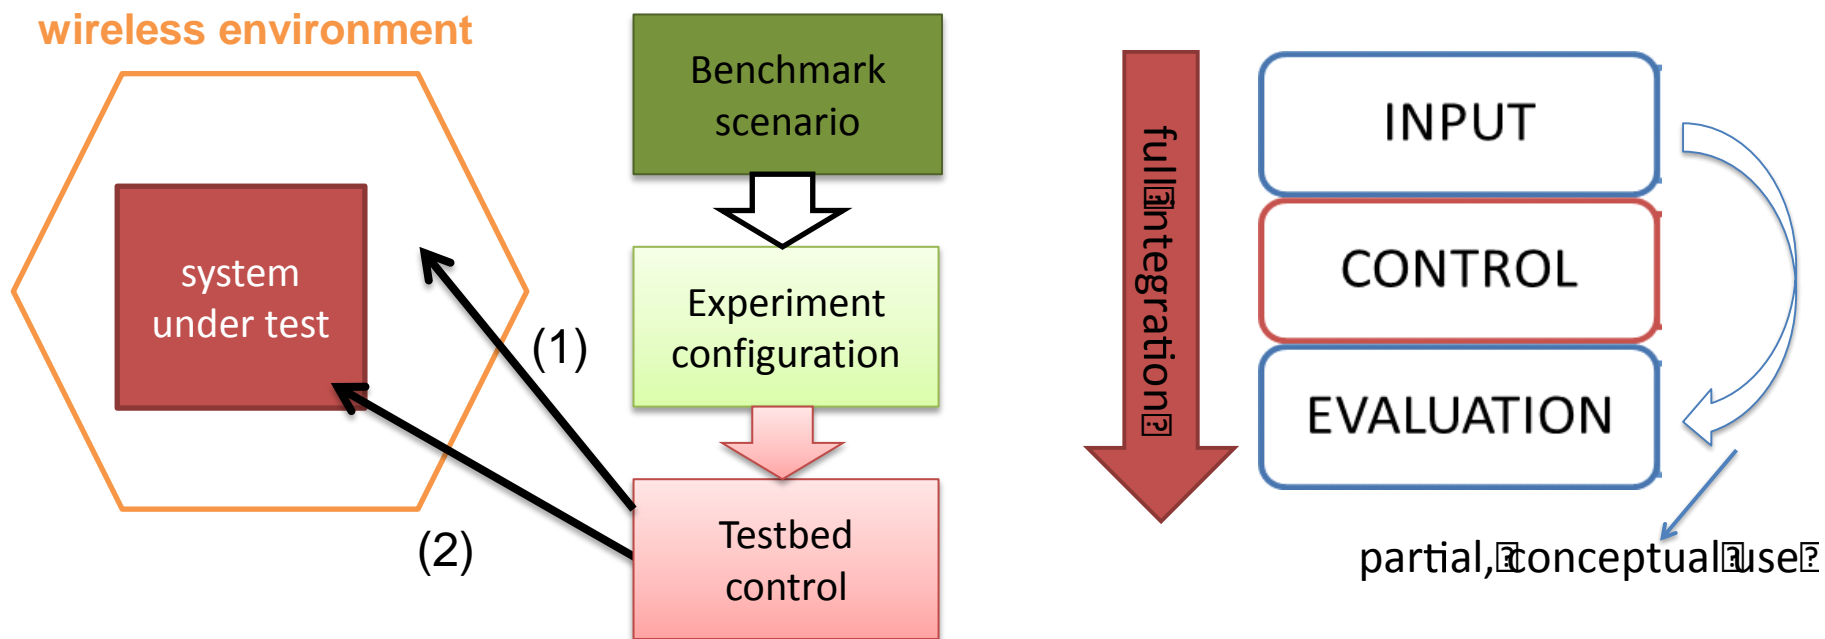 wireless environment
Benchmark
scenario
system
under test
(1)
Experiment
configuration
(2)
Testbed
control
full⍰integration⍰
INPUT
CONTROL
EVALUATION
partial,⍰conceptual⍰use⍰